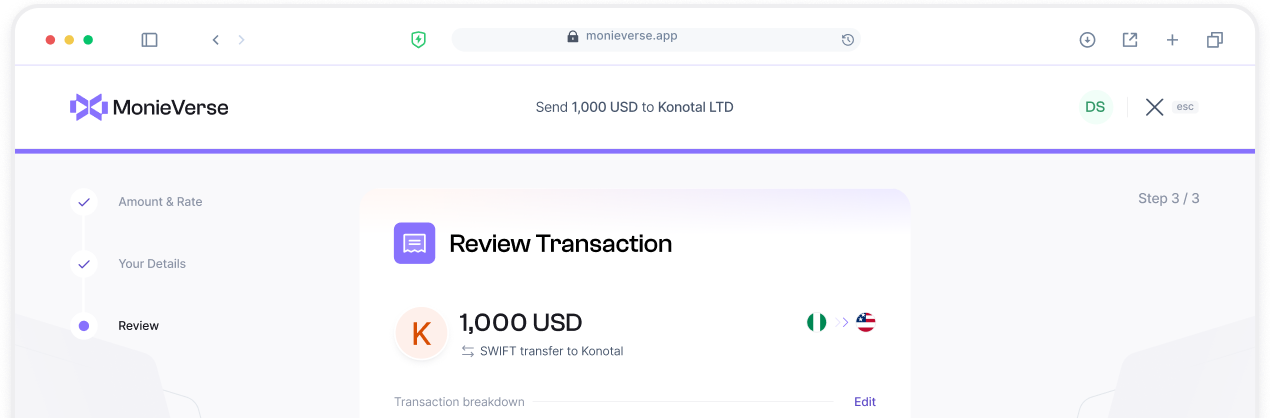 monieverse.app
MonieVerse
Send 1,000 USD to Konotal LTD
DS
esc
Amount & Rate
Your Details
Review
Step 3 / 3
Review Transaction
K
1,000 USD
SWIFT transfer to Konotal
Transaction breakdown
Edit